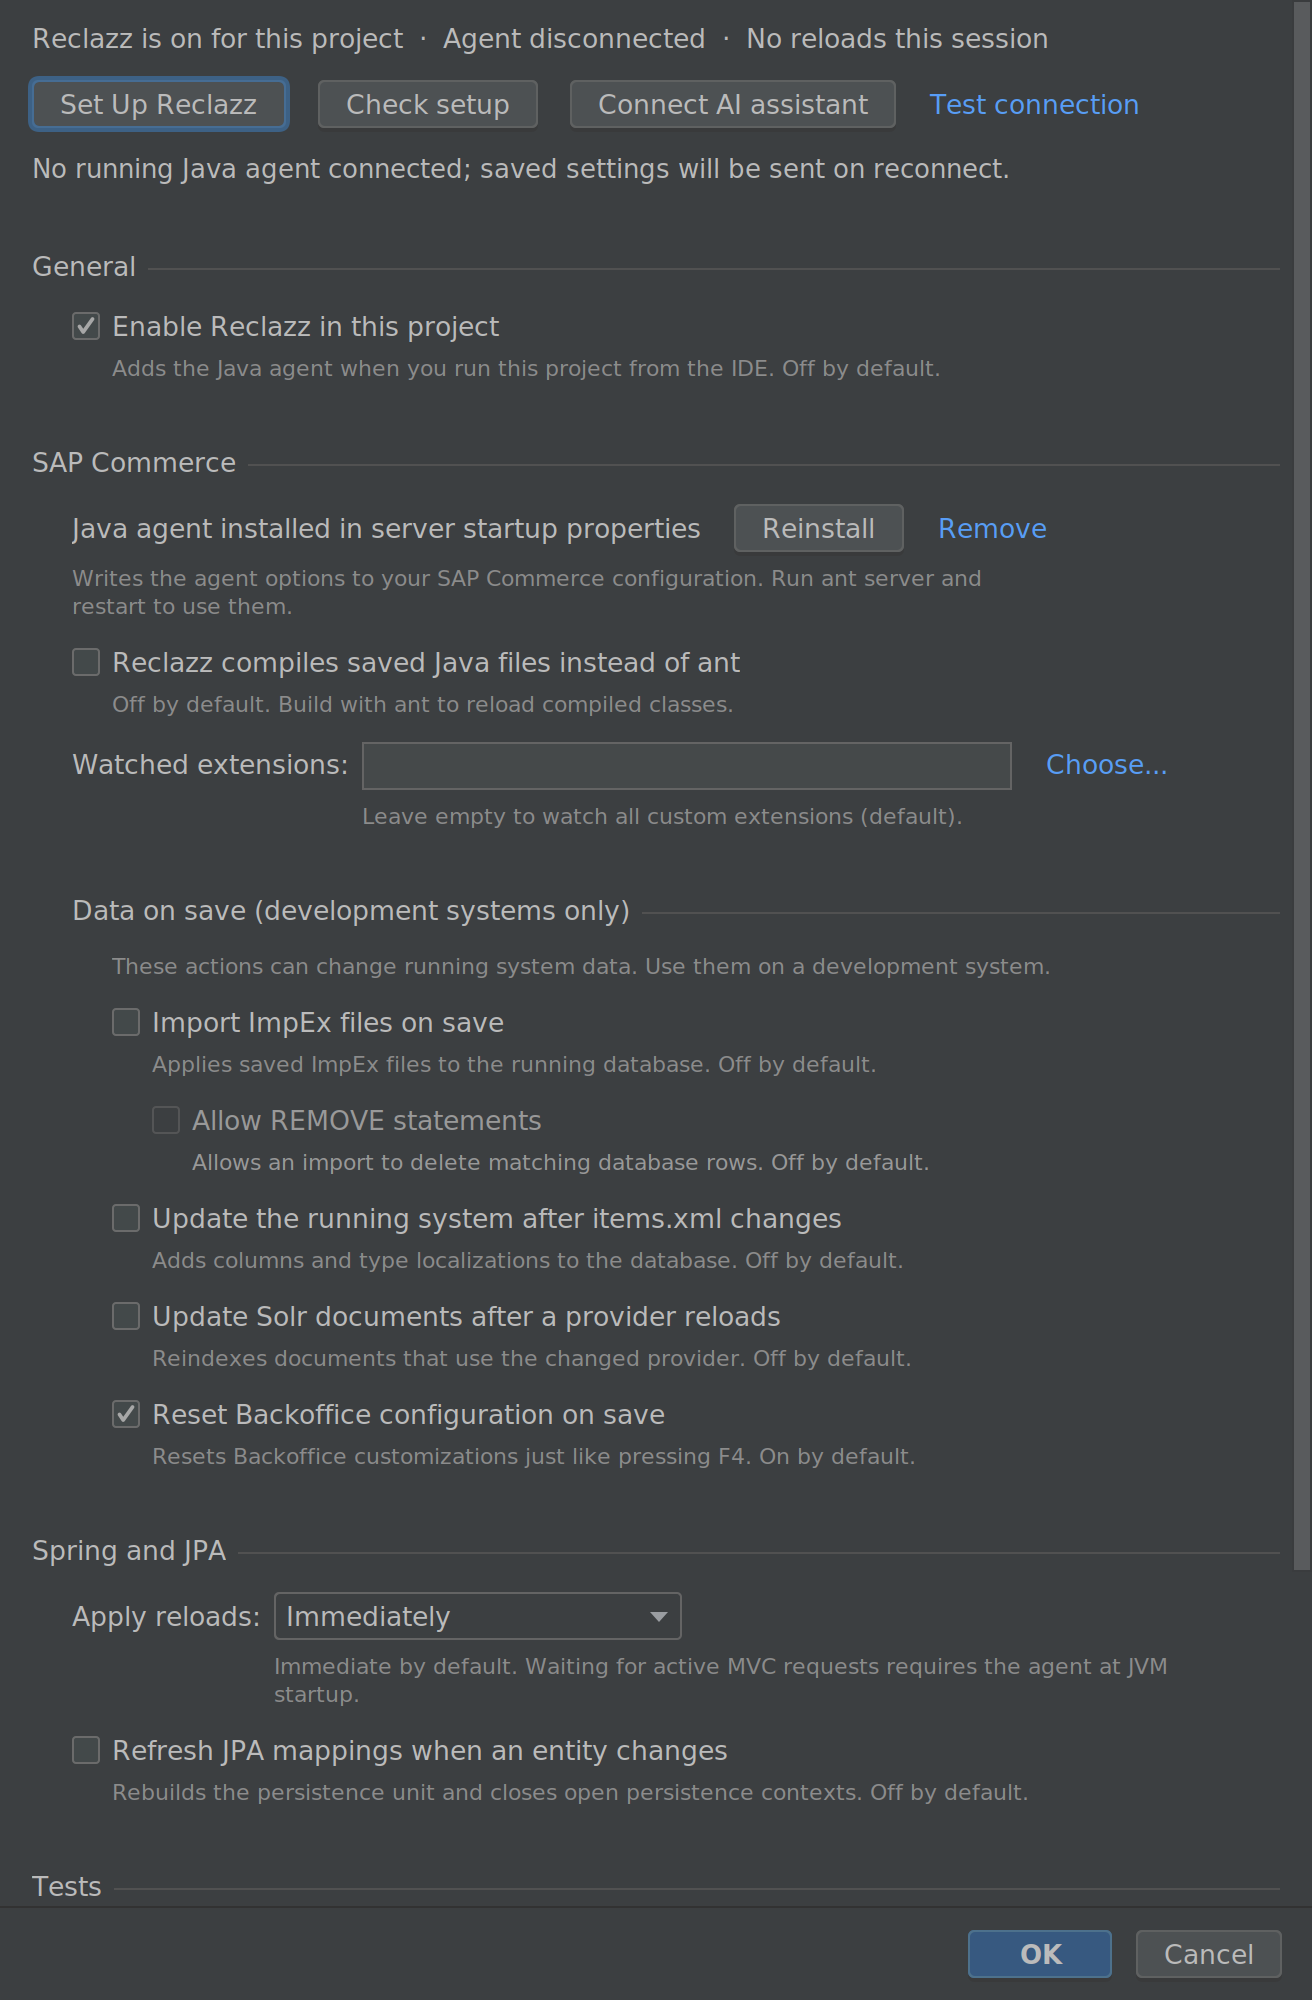 Reclazz is on for this project · Agent disconnected · No reloads this session
Set Up Reclazz Check setup Connect AI assistant Test connection
No running Java agent connected; saved settings will be sent on reconnect.
General
Enable Reclazz in this project
Adds the Java agent when you run this project from the IDE. Off by default.
SAP Commerce
Java agent installed in server startup properties Reinstall Remove
Writes the agent options to your SAP Commerce configuration. Run ant server and
restart to use them.
Reclazz compiles saved Java files instead of ant
Off by default. Build with ant to reload compiled classes.
Watched extensions: Choose...
Leave empty to watch all custom extensions (default).
Data on save (development systems only)
These actions can change running system data. Use them on a development system.
Import ImpEx files on save
Applies saved ImpEx files to the running database. Off by default.
Allow REMOVE statements
Allows an import to delete matching database rows. Off by default.
Update the running system after items.xml changes
Adds columns and type localizations to the database. Off by default.
Update Solr documents after a provider reloads
Reindexes documents that use the changed provider. Off by default.
Reset Backoffice configuration on save
Resets Backoffice customizations just like pressing F4. On by default.
Spring and JPA
Apply reloads: Immediately
Immediate by default. Waiting for active MVC requests requires the agent at JVM
startup.
Refresh JPA mappings when an entity changes
Rebuilds the persistence unit and closes open persistence contexts. Off by default.
Tests
OK Cancel